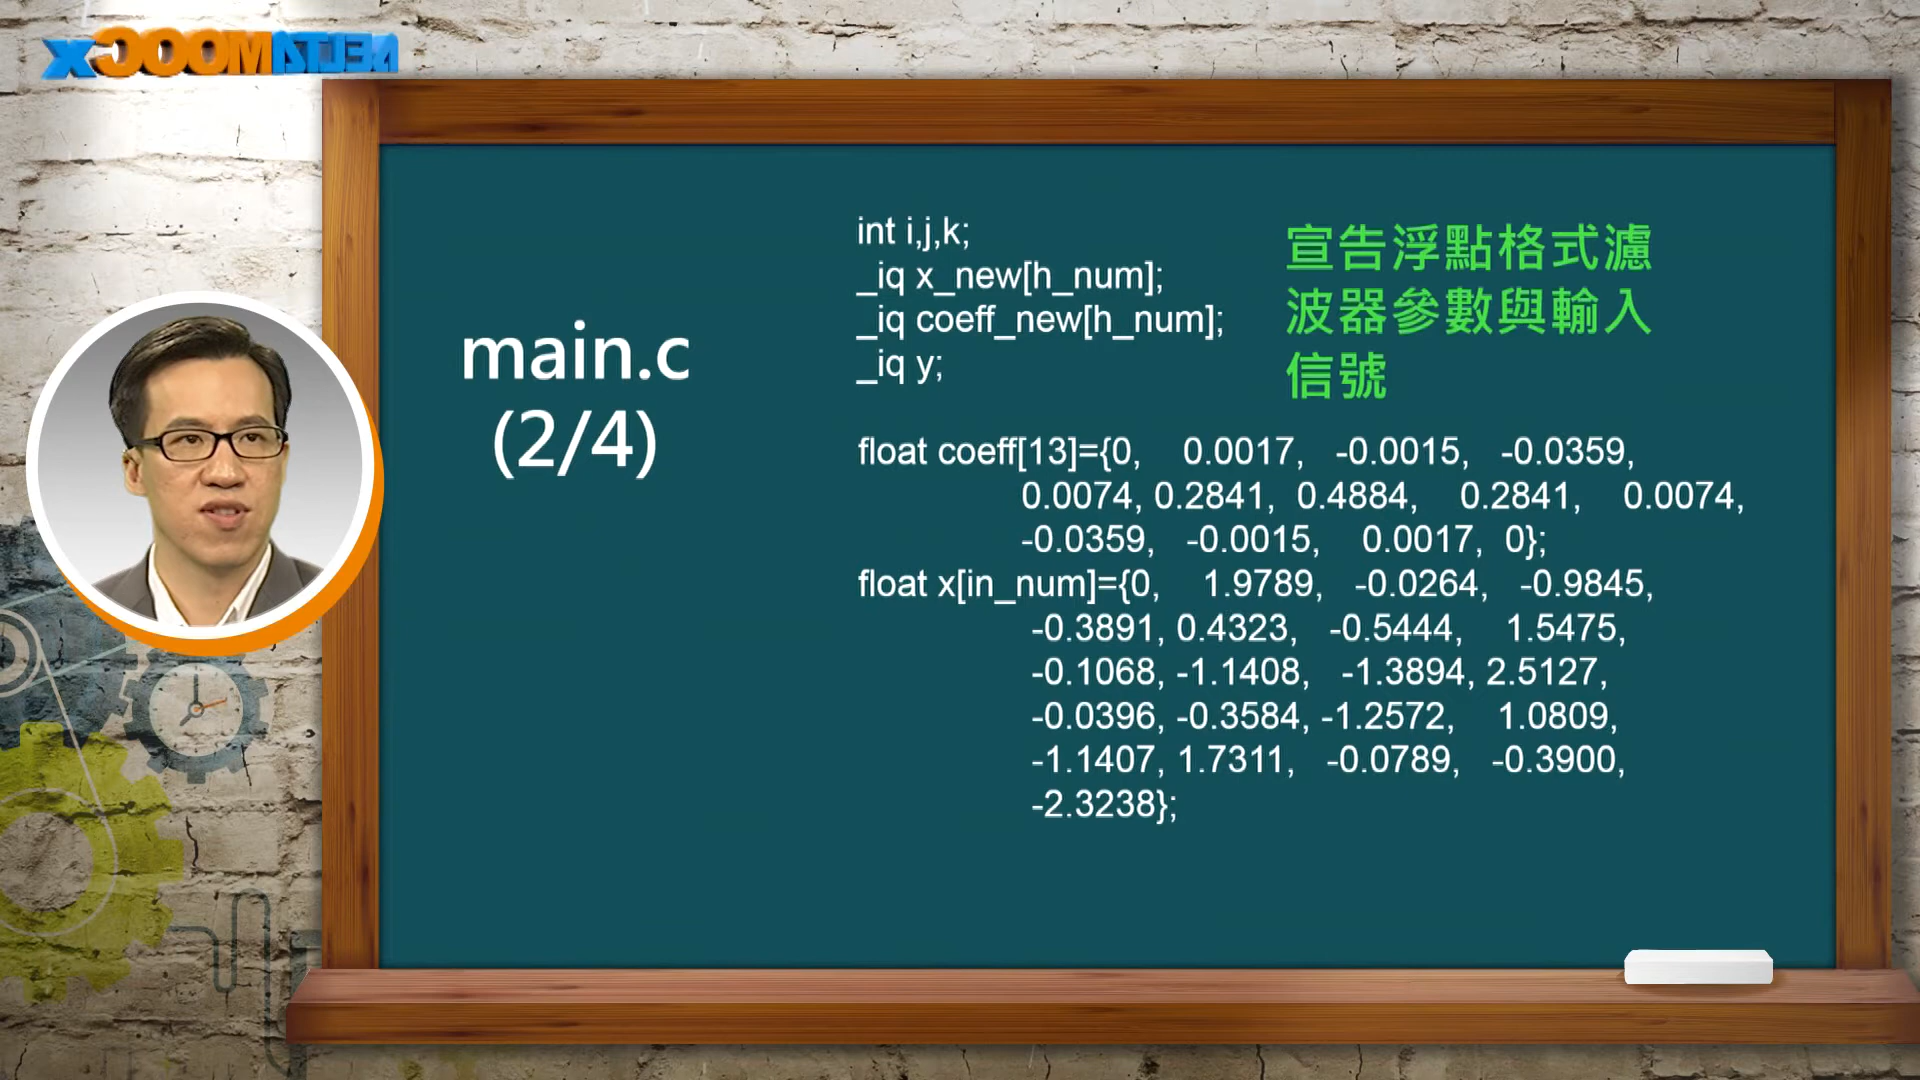 DELTAMOOCx
main.c
(2/4)
int i,j,k;
_iq x_new[h_num];
_iq coeff_new[h_num];
_iq y;
宣告浮點格式濾
波器參數與輸入
信號
float coeff[13]={0, 0.0017, -0.0015, -0.0359,
0.0074, 0.2841, 0.4884, 0.2841, 0.0074,
-0.0359, -0.0015, 0.0017, 0};
float x[in_num]={0, 1.9789, -0.0264, -0.9845,
-0.3891, 0.4323, -0.5444, 1.5475,
-0.1068, -1.1408, -1.3894, 2.5127,
-0.0396, -0.3584, -1.2572, 1.0809,
-1.1407, 1.7311, -0.0789, -0.3900,
-2.3238};